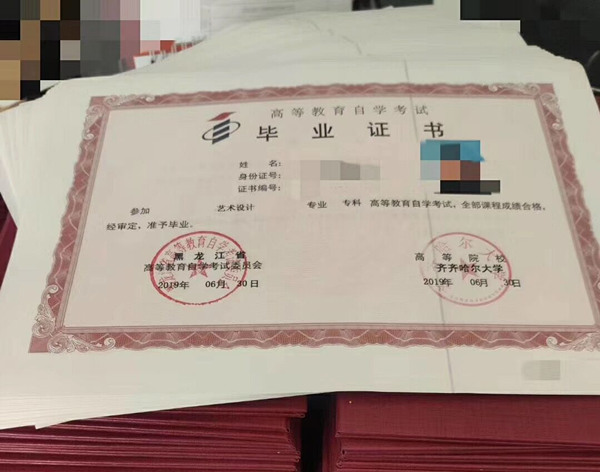 高等教育自学考试
毕业证书
姓 名：
身份证号：
证书编号：
参加 艺术设计 专业 专科 高等教育自学考试，全部课程成绩合格，
经审定，准予毕业。
黑龙江省 高等院校
高等教育自学考试委员会 齐齐哈尔大学
2019年 06月 30日 2019年 06月 30日